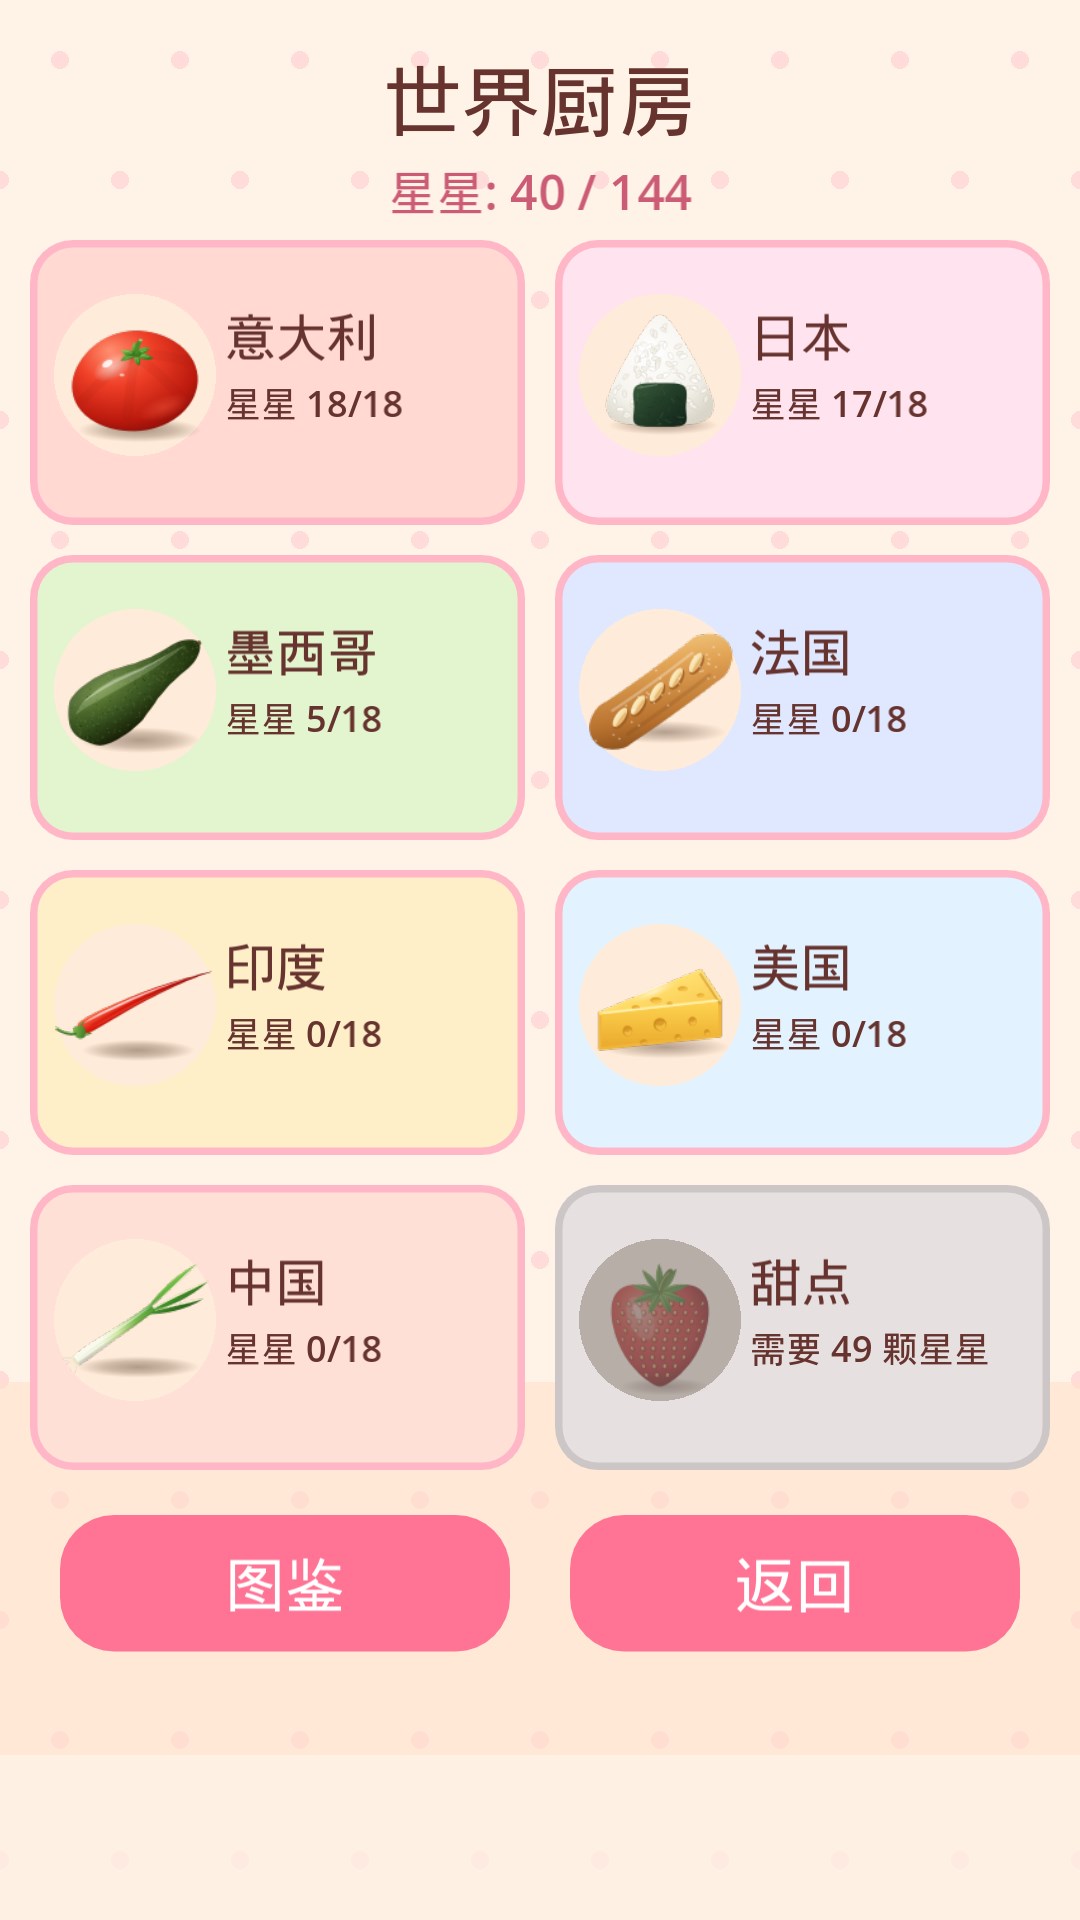 世界厨房
星星: 40 / 144
意大利
星星 18/18
日本
星星 17/18
墨西哥
星星 5/18
法国
星星 0/18
印度
星星 0/18
美国
星星 0/18
中国
星星 0/18
甜点
需要 49 颗星星
图鉴
返回